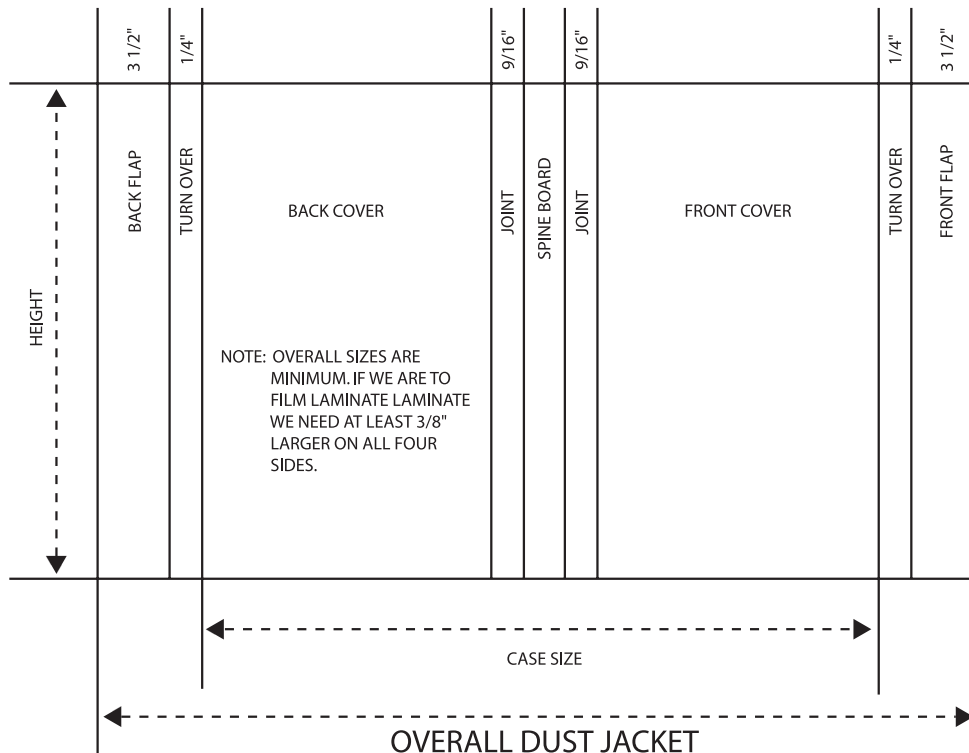 3 1/2"
1/4"
9/16"
9/16"
1/4"
3 1/2"
BACK FLAP
TURN OVER
BACK COVER
JOINT
SPINE BOARD
JOINT
FRONT COVER
TURN OVER
FRONT FLAP
HEIGHT
NOTE: OVERALL SIZES ARE
MINIMUM. IF WE ARE TO
FILM LAMINATE LAMINATE
WE NEED AT LEAST 3/8"
LARGER ON ALL FOUR
SIDES.
CASE SIZE
OVERALL DUST JACKET